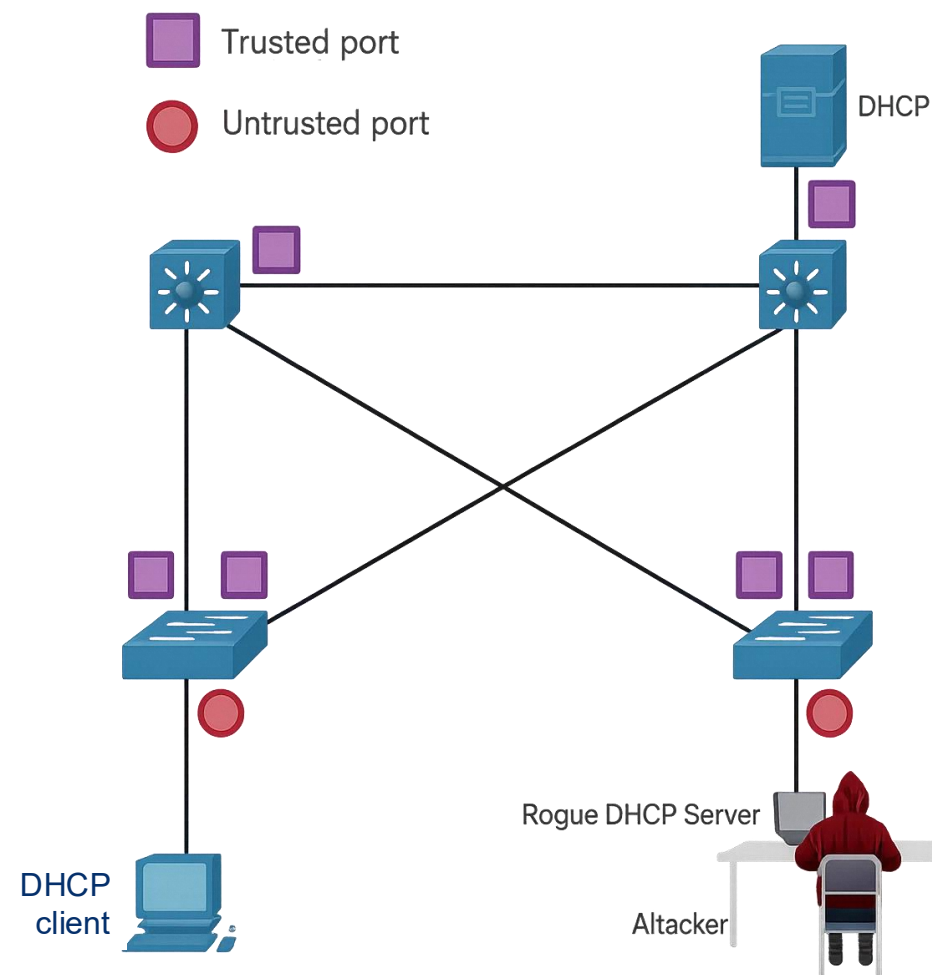 Trusted port
Untrusted port
DHCP
Rogue DHCP Server
Altacker
DHCP
client